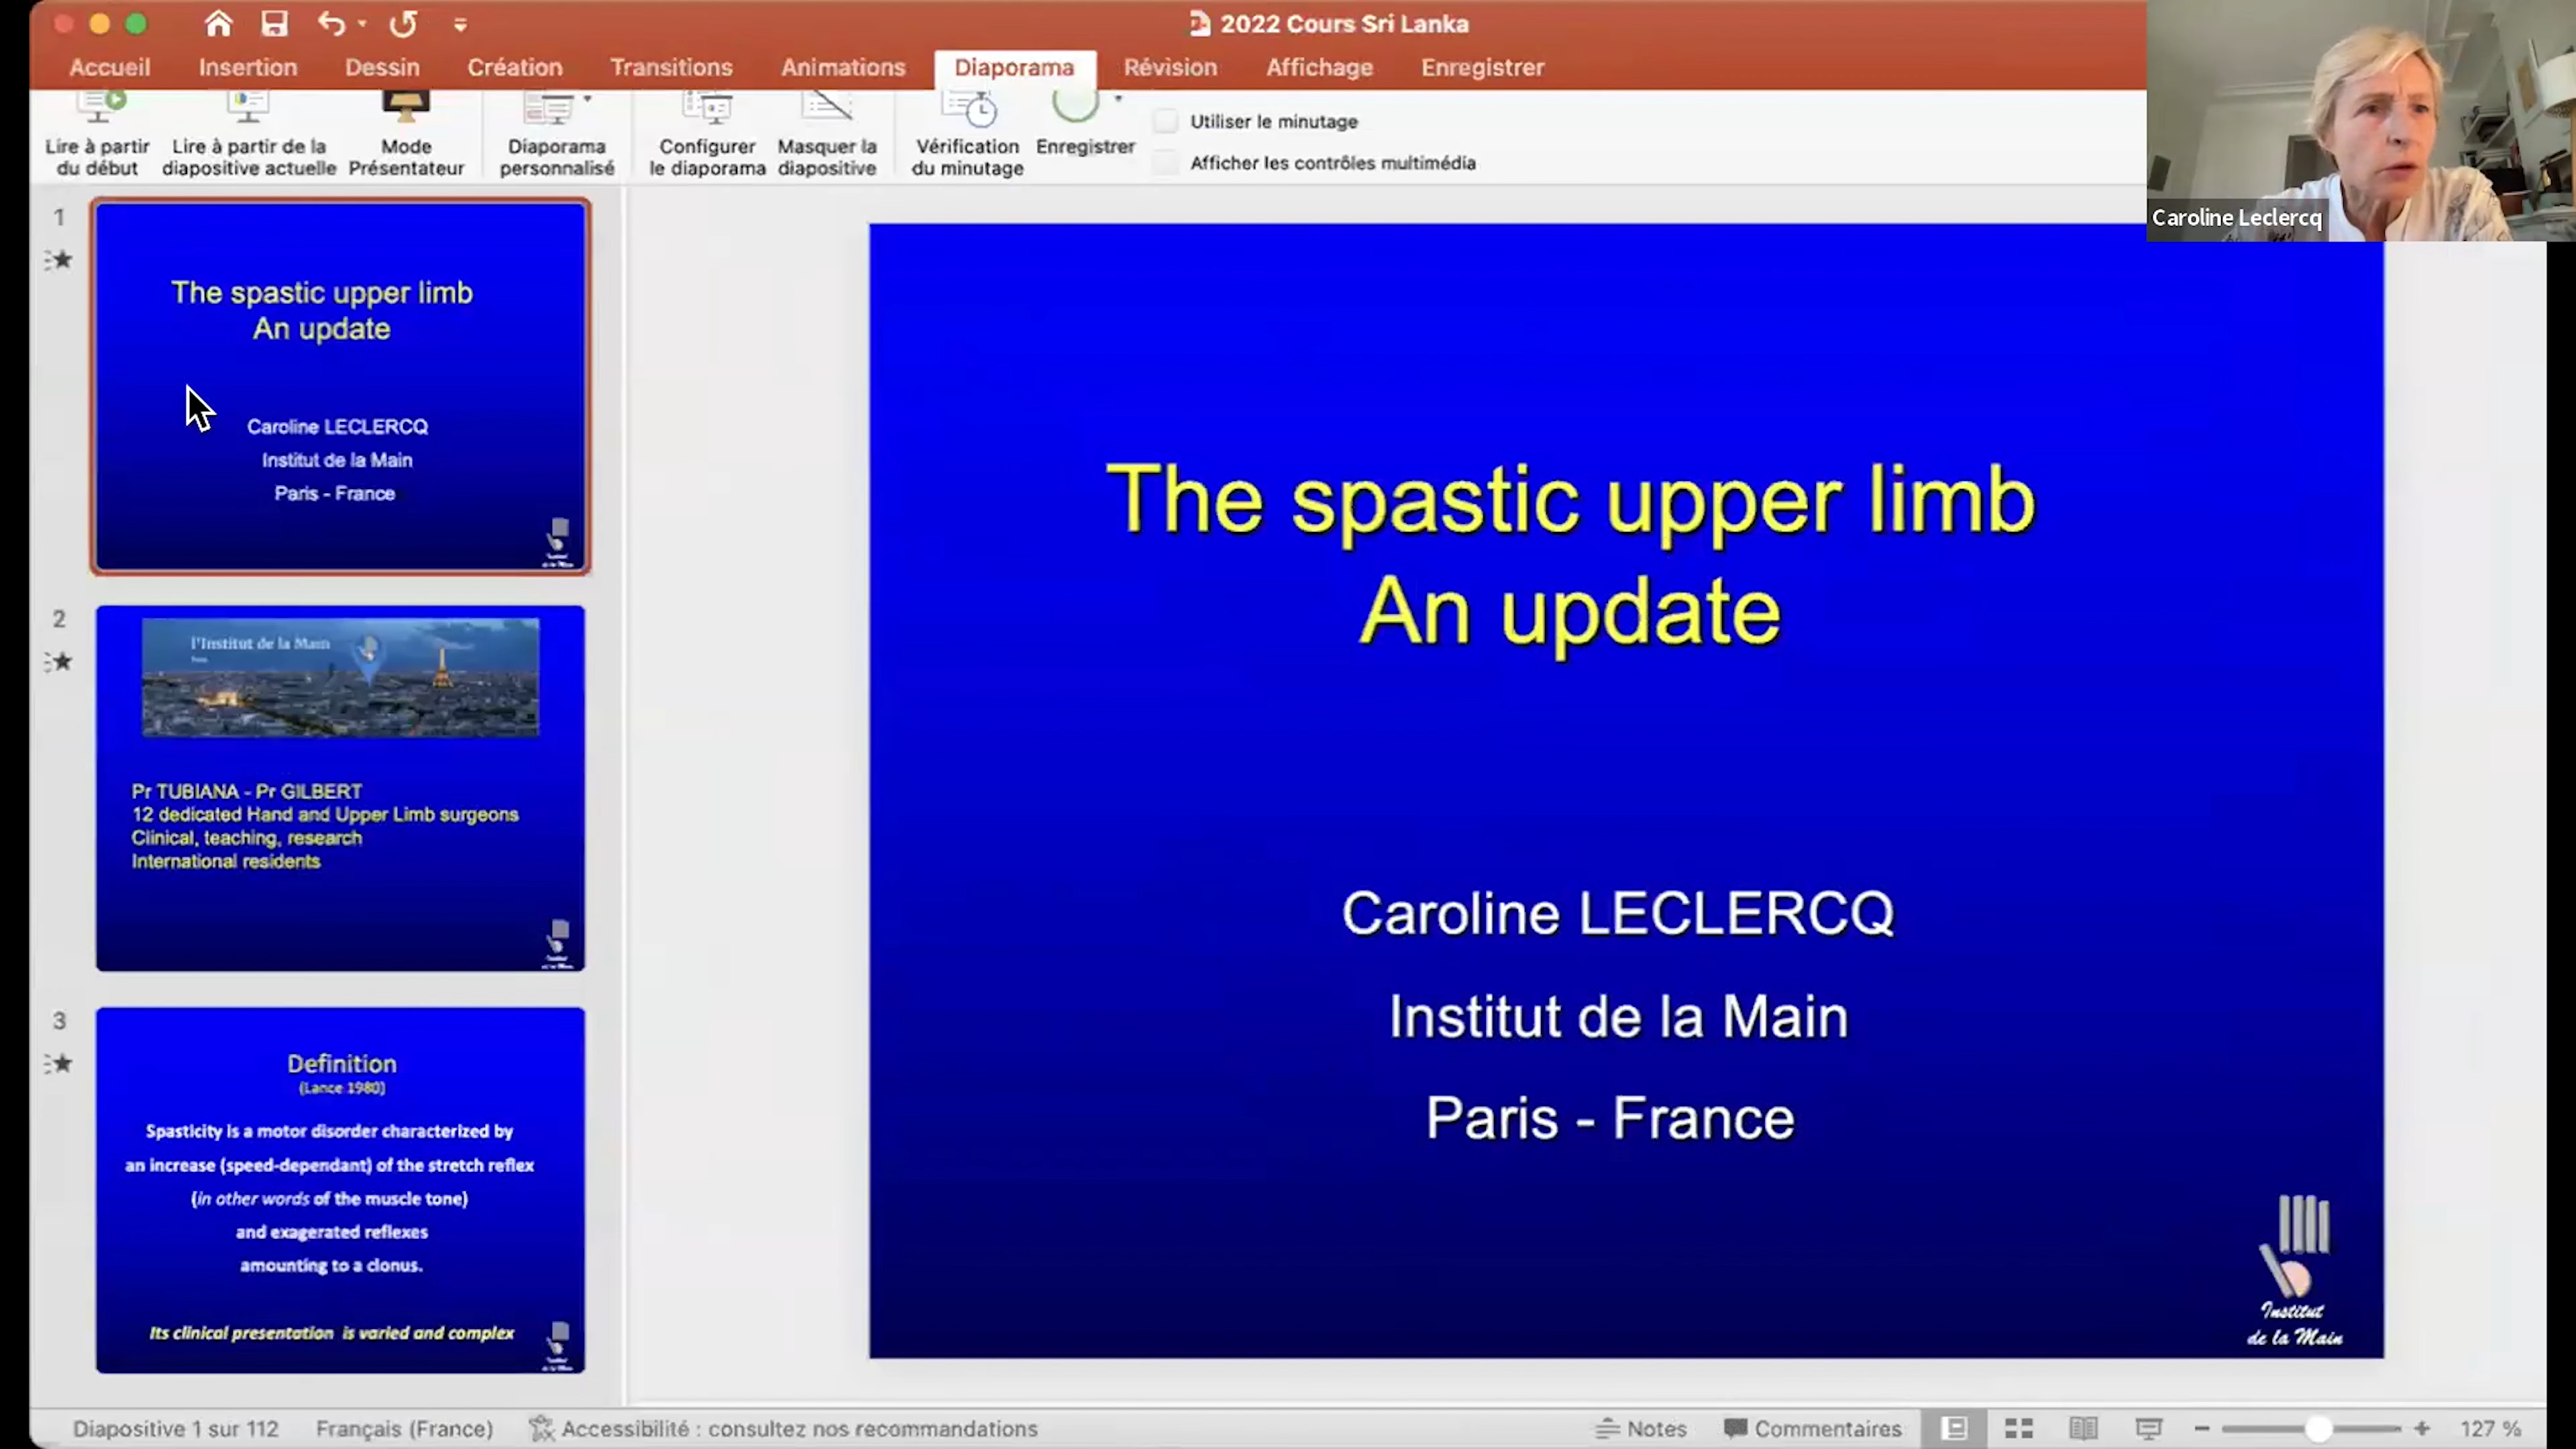 2022 Cours Sri Lanka
Accueil Insertion Dessin Création Transitions Animations Diaporama Révision Affichage Enregistrer
Lire à partir du début
Lire à partir de la diapositive actuelle
Mode Présentateur
Diaporama personnalisé
Configurer le diaporama
Masquer la diapositive
Vérification du minutage
Enregistrer
Utiliser le minutage
Afficher les contrôles multimédia
Caroline Leclercq
1
The spastic upper limb
An update
Caroline LECLERCQ
Institut de la Main
Paris - France
2
l'Institut de la Main
Pr TUBIANA - Pr GILBERT
12 dedicated Hand and Upper Limb surgeons
Clinical, teaching, research
International residents
3
Definition
(Lance 1980)
Spasticity is a motor disorder characterized by
an increase (speed-dependant) of the stretch reflex
(in other words of the muscle tone)
and exagerated reflexes
amounting to a clonus.
Its clinical presentation is varied and complex
The spastic upper limb
An update
Caroline LECLERCQ
Institut de la Main
Paris - France
Institut
de la Main
Diapositive 1 sur 112 Français (France) Accessibilité : consultez nos recommandations Notes Commentaires 127 %